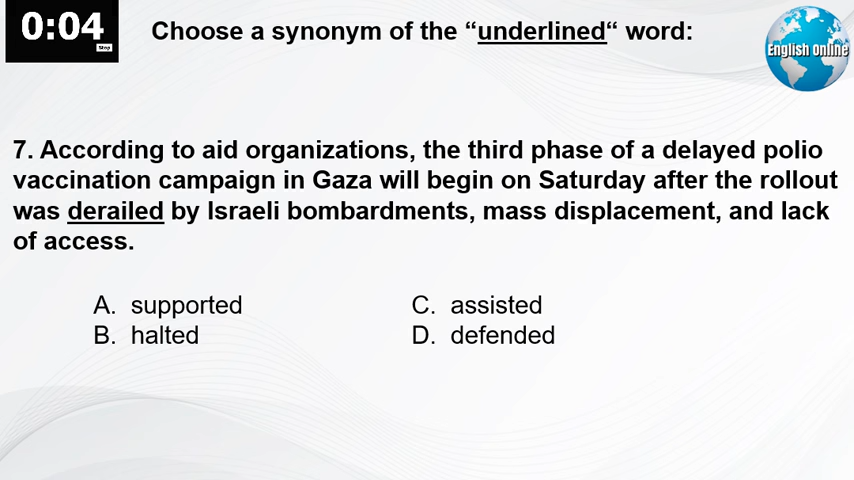 0:04
Stop
Choose a synonym of the “underlined“ word:
English Online
7. According to aid organizations, the third phase of a delayed polio
vaccination campaign in Gaza will begin on Saturday after the rollout
was derailed by Israeli bombardments, mass displacement, and lack
of access.
A. supported
B. halted
C. assisted
D. defended